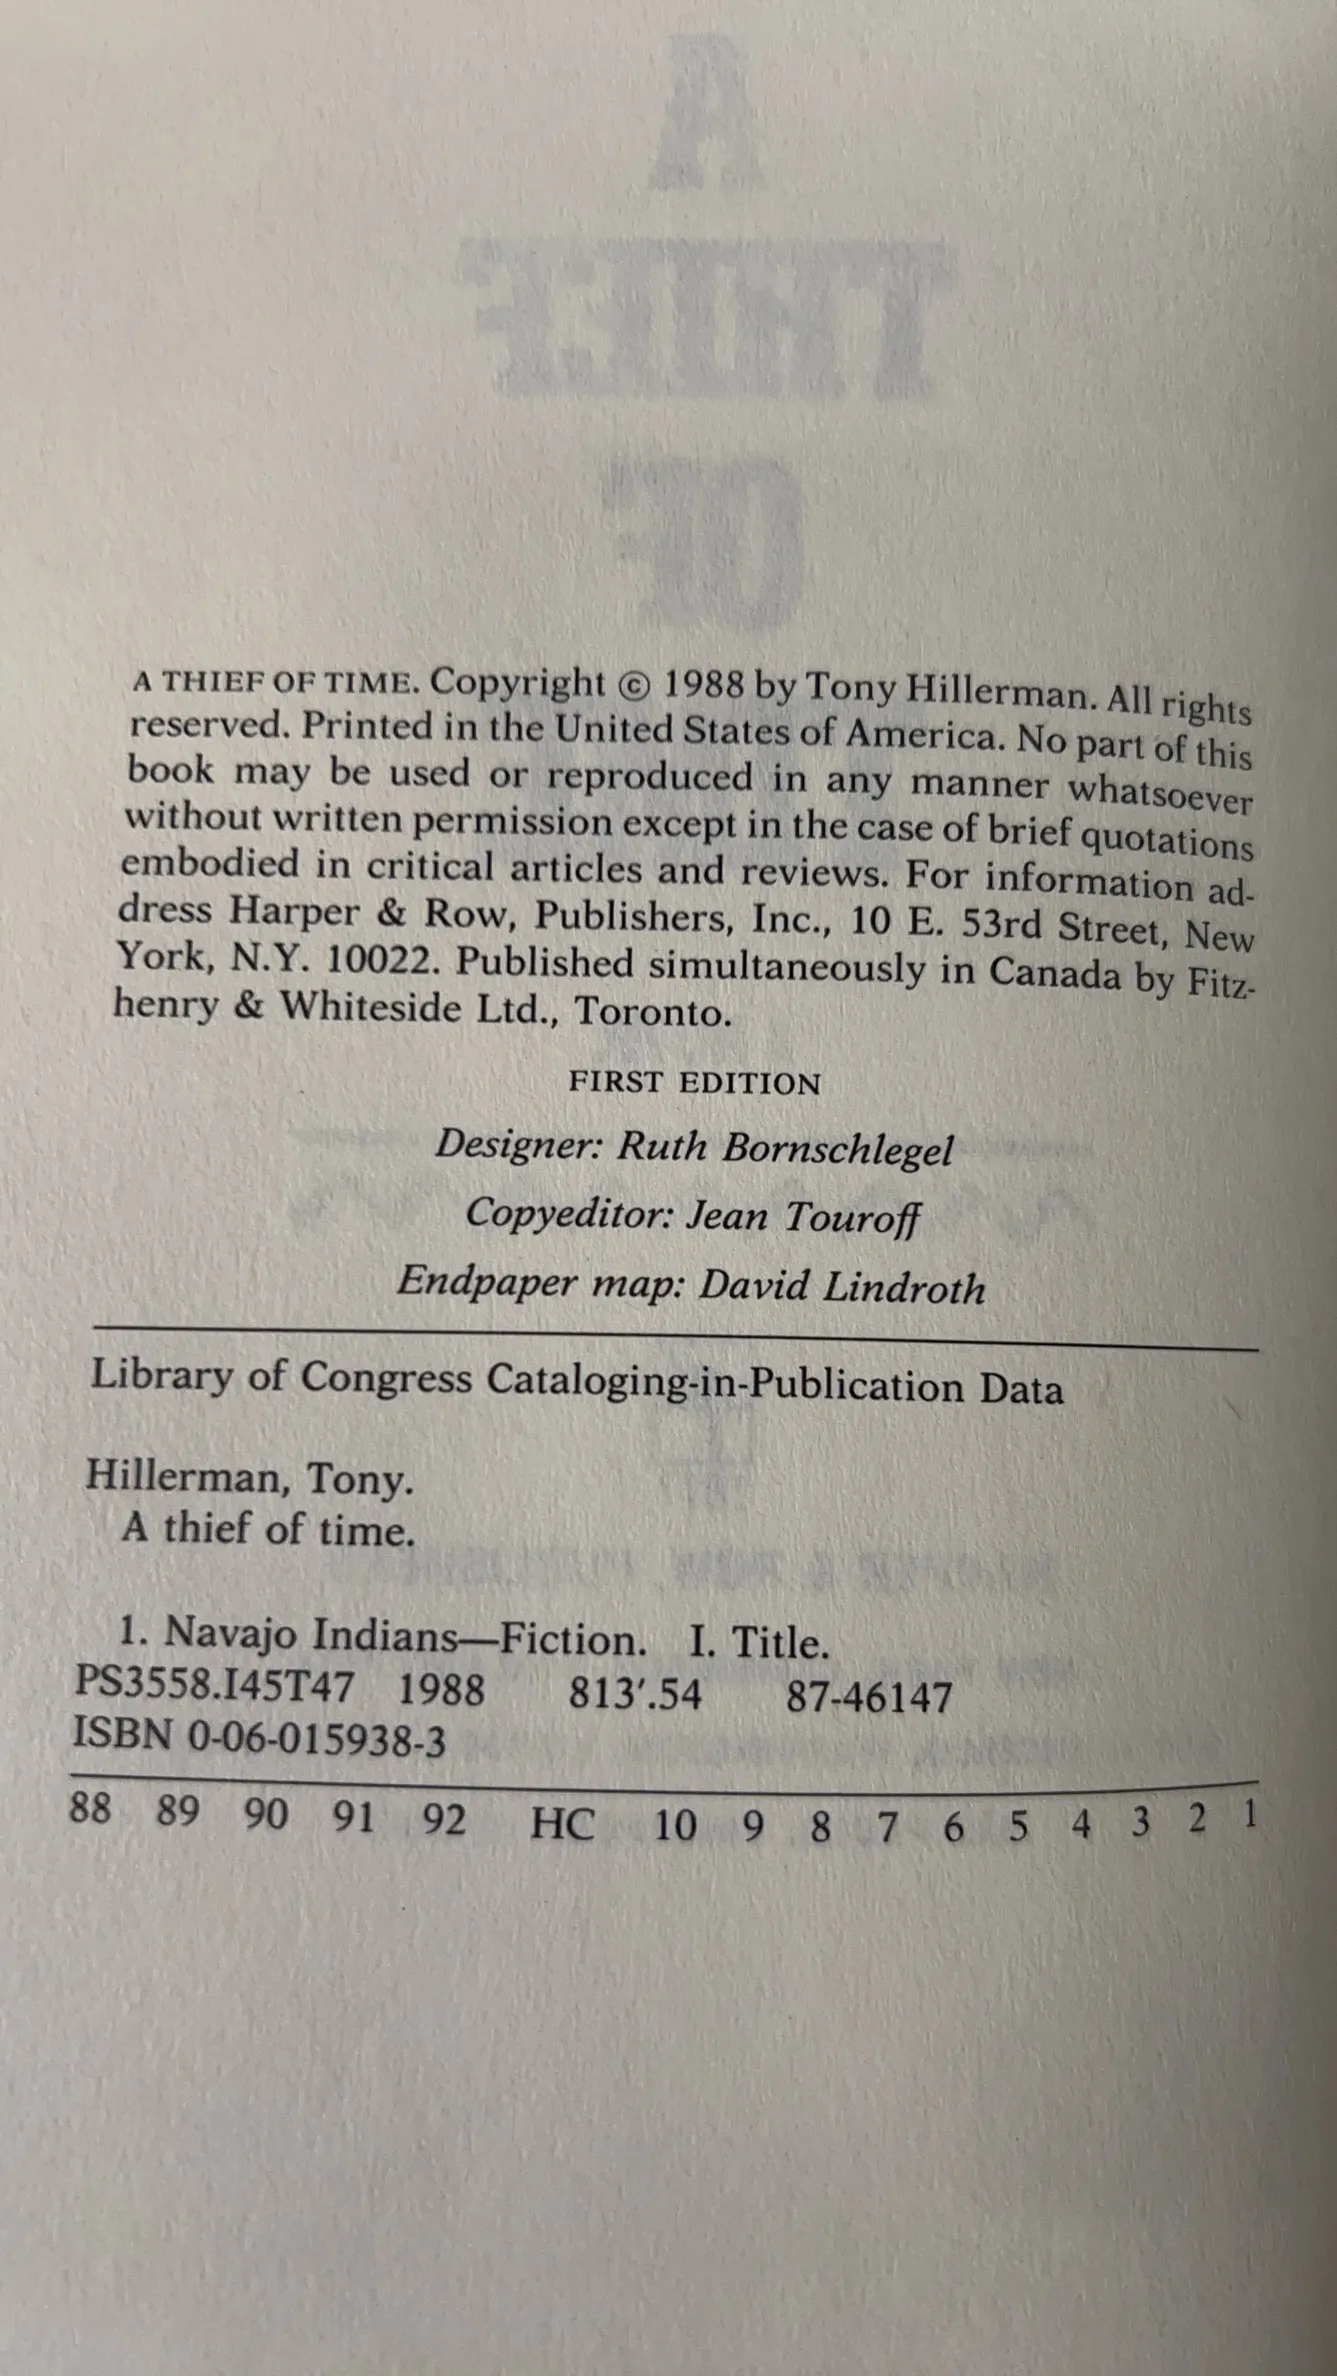 A
THIEF
OF
A THIEF OF TIME. Copyright © 1988 by Tony Hillerman. All rights
reserved. Printed in the United States of America. No part of this
book may be used or reproduced in any manner whatsoever
without written permission except in the case of brief quotations
embodied in critical articles and reviews. For information ad-
dress Harper & Row, Publishers, Inc., 10 E. 53rd Street, New
York, N.Y. 10022. Published simultaneously in Canada by Fitz-
henry & Whiteside Ltd., Toronto.
FIRST EDITION
Designer: Ruth Bornschlegel
Copyeditor: Jean Touroff
Endpaper map: David Lindroth
Library of Congress Cataloging-in-Publication Data
Hillerman, Tony.
A thief of time.
1. Navajo Indians—Fiction. I. Title.
PS3558.I45T47 1988 813′.54 87-46147
ISBN 0-06-015938-3
88 89 90 91 92 HC 10 9 8 7 6 5 4 3 2 1